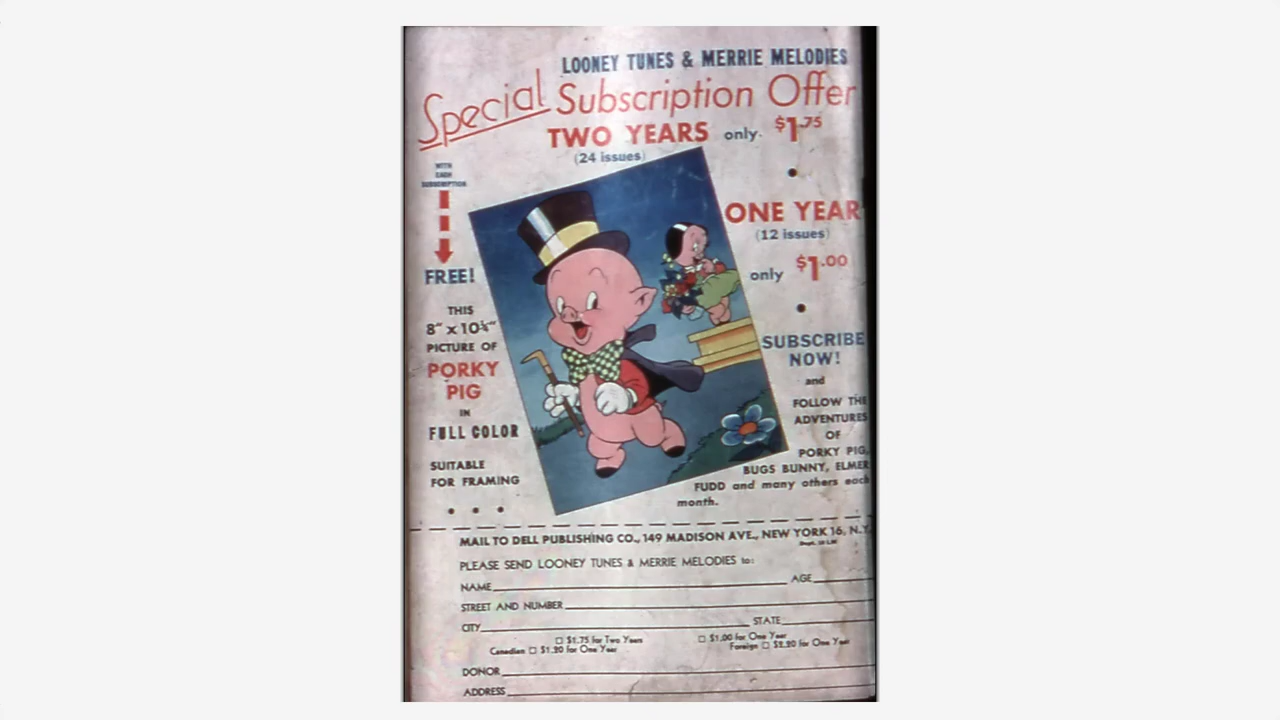 LOONEY TUNES & MERRIE MELODIES
Special Subscription Offer
TWO YEARS only $1.75
(24 issues)
WITH
EACH
SUBSCRIPTION
FREE!
THIS
8" x 10¼"
PICTURE OF
PORKY
PIG
IN
FULL COLOR
SUITABLE
FOR FRAMING
ONE YEAR
(12 issues)
only $1.00
SUBSCRIBE
NOW!
and
FOLLOW THE
ADVENTURES
OF
PORKY PIG,
BUGS BUNNY, ELMER
FUDD and many others each
month.
MAIL TO DELL PUBLISHING CO., 149 MADISON AVE., NEW YORK 16, N.Y.
PLEASE SEND LOONEY TUNES & MERRIE MELODIES to:
NAME AGE
STREET AND NUMBER
CITY STATE
□ $1.75 for Two Years □ $1.00 for One Year
Canadian □ $1.20 for One Year Foreign □ $2.20 for One Year
DONOR
ADDRESS